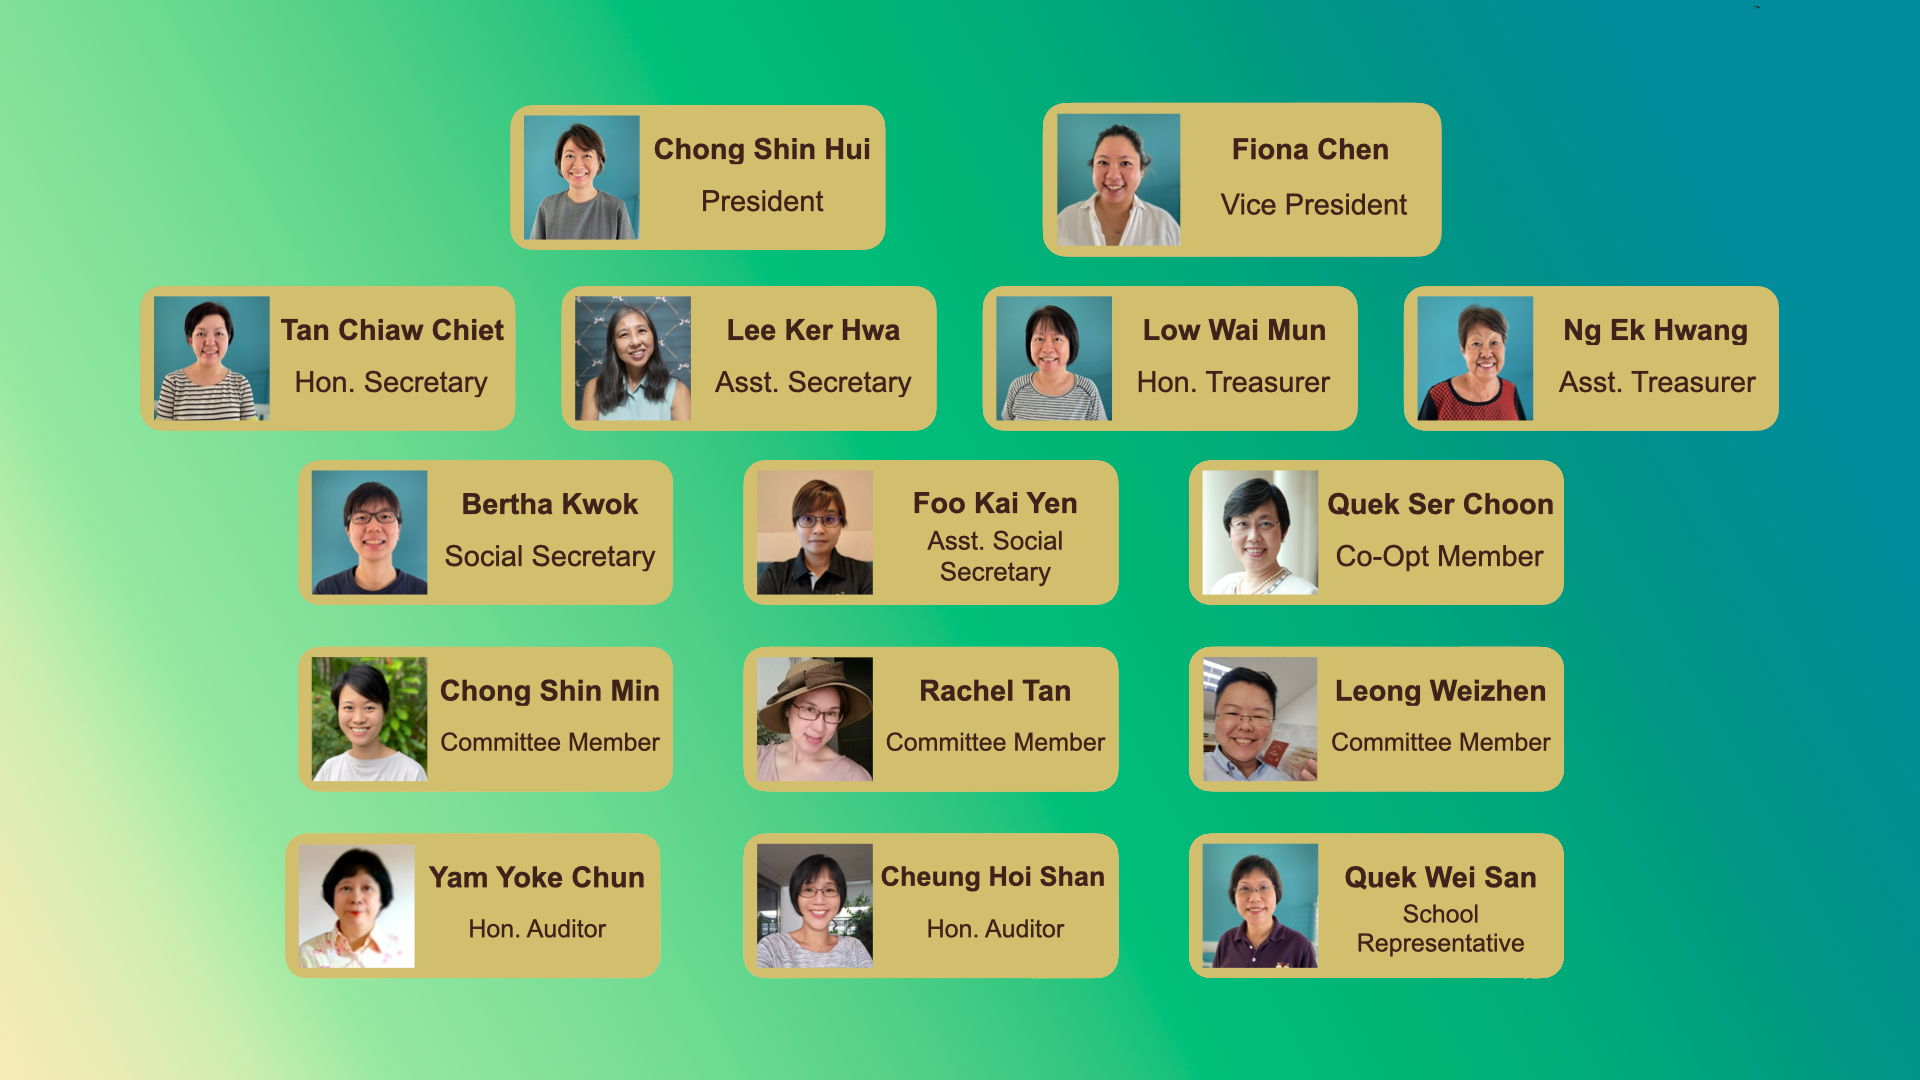 Chong Shin Hui
President
Fiona Chen
Vice President
Tan Chiaw Chiet
Hon. Secretary
Lee Ker Hwa
Asst. Secretary
Low Wai Mun
Hon. Treasurer
Ng Ek Hwang
Asst. Treasurer
Bertha Kwok
Social Secretary
Foo Kai Yen
Asst. Social
Secretary
Quek Ser Choon
Co-Opt Member
Chong Shin Min
Committee Member
Rachel Tan
Committee Member
Leong Weizhen
Committee Member
Yam Yoke Chun
Hon. Auditor
Cheung Hoi Shan
Hon. Auditor
Quek Wei San
School
Representative